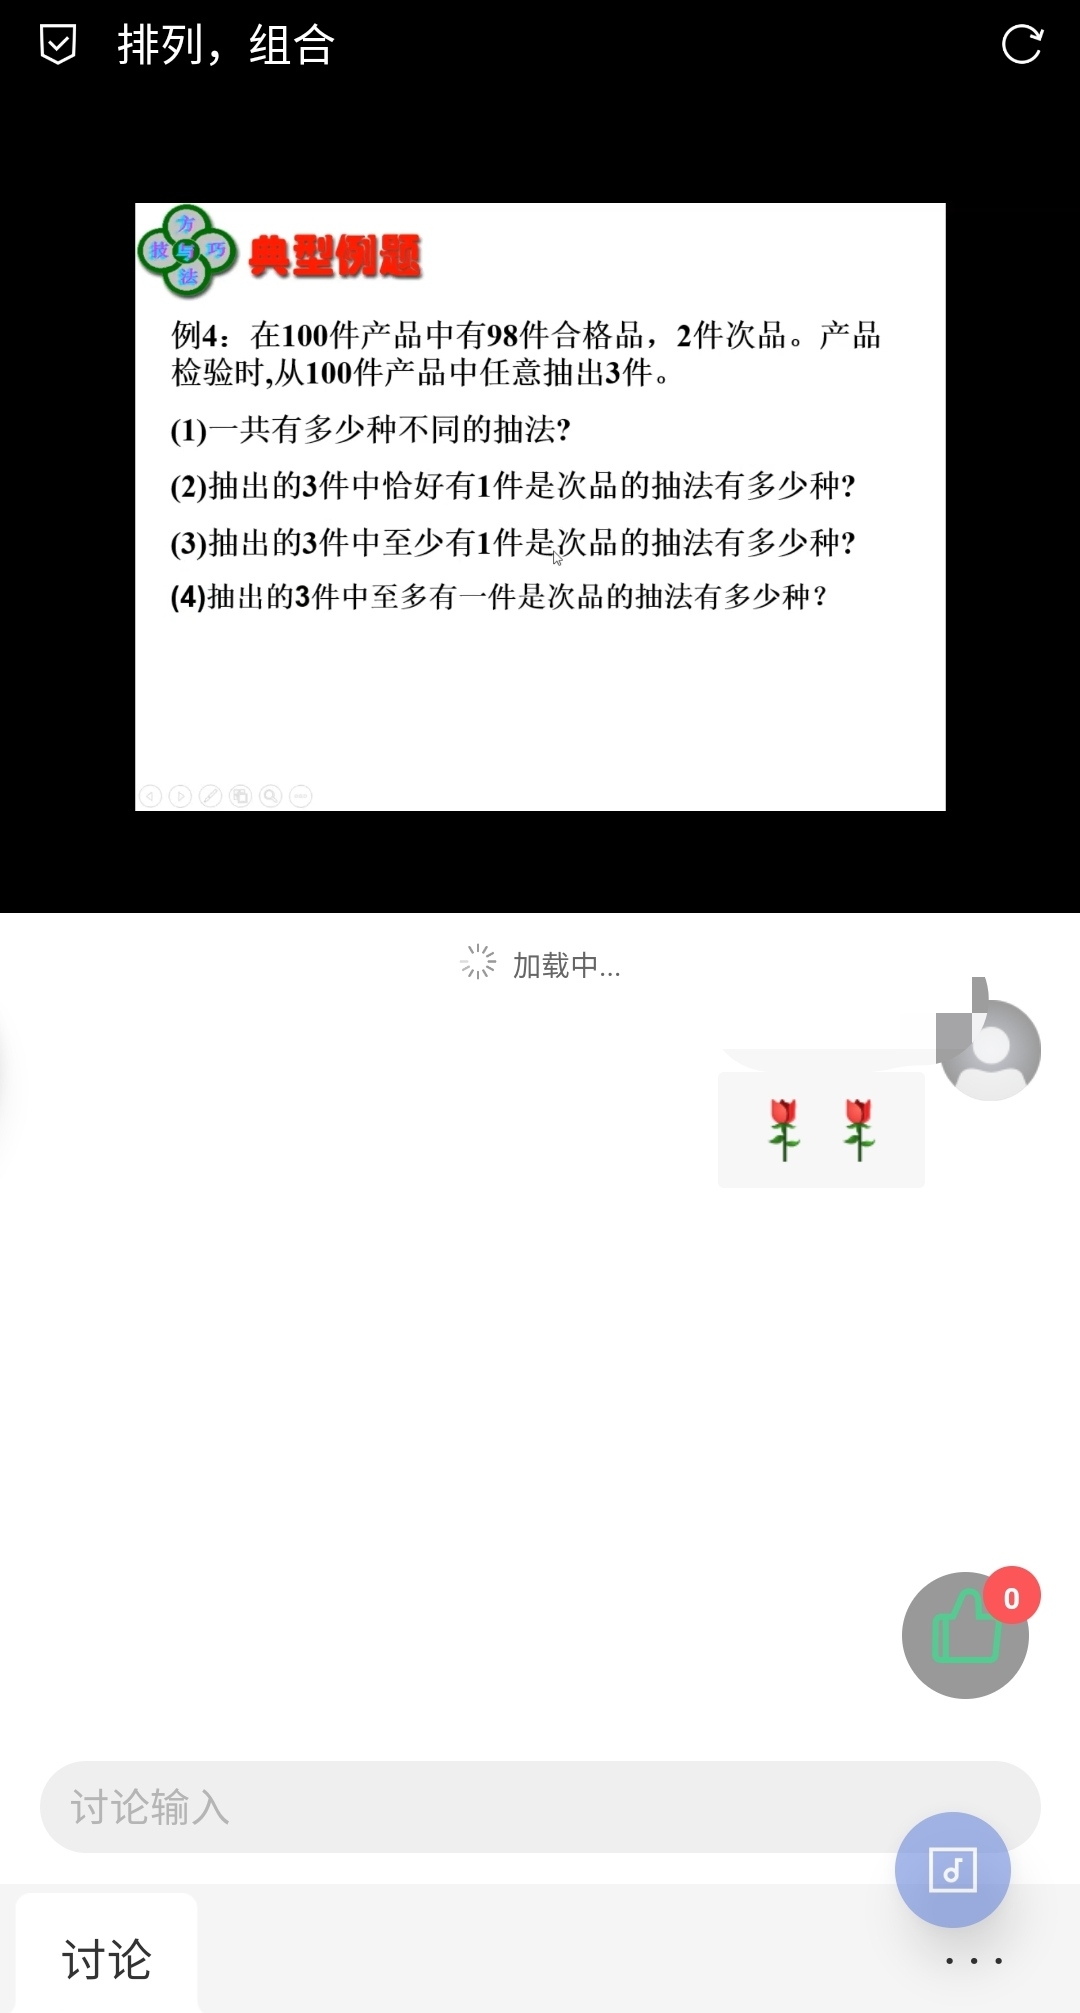 排列，组合
方
技与巧
法
典型例题
例4：在100件产品中有98件合格品，2件次品。产品
检验时,从100件产品中任意抽出3件。
(1)一共有多少种不同的抽法?
(2)抽出的3件中恰好有1件是次品的抽法有多少种?
(3)抽出的3件中至少有1件是次品的抽法有多少种?
(4)抽出的3件中至多有一件是次品的抽法有多少种？
加载中...
0
讨论输入
讨论